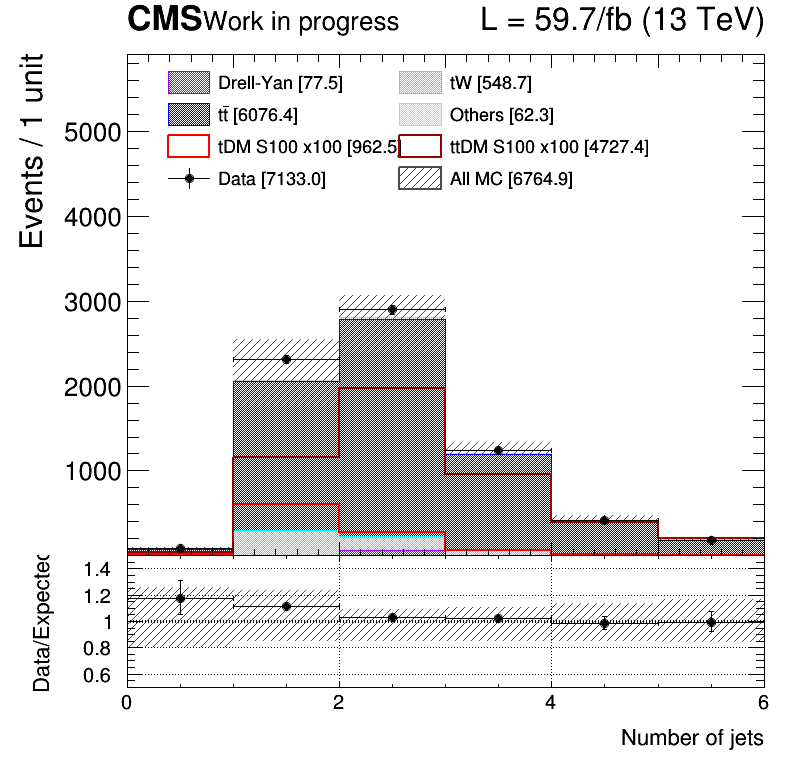 CMS Work in progress L = 59.7/fb (13 TeV)
Events / 1 unit
Drell-Yan [77.5] tW [548.7]
tt̄ [6076.4] Others [62.3]
tDM S100 x100 [962.5] ttDM S100 x100 [4727.4]
Data [7133.0] All MC [6764.9]
5000
4000
3000
2000
1000
Data/Expected
1.4
1.2
1
0.8
0.6
0 2 4 6
Number of jets